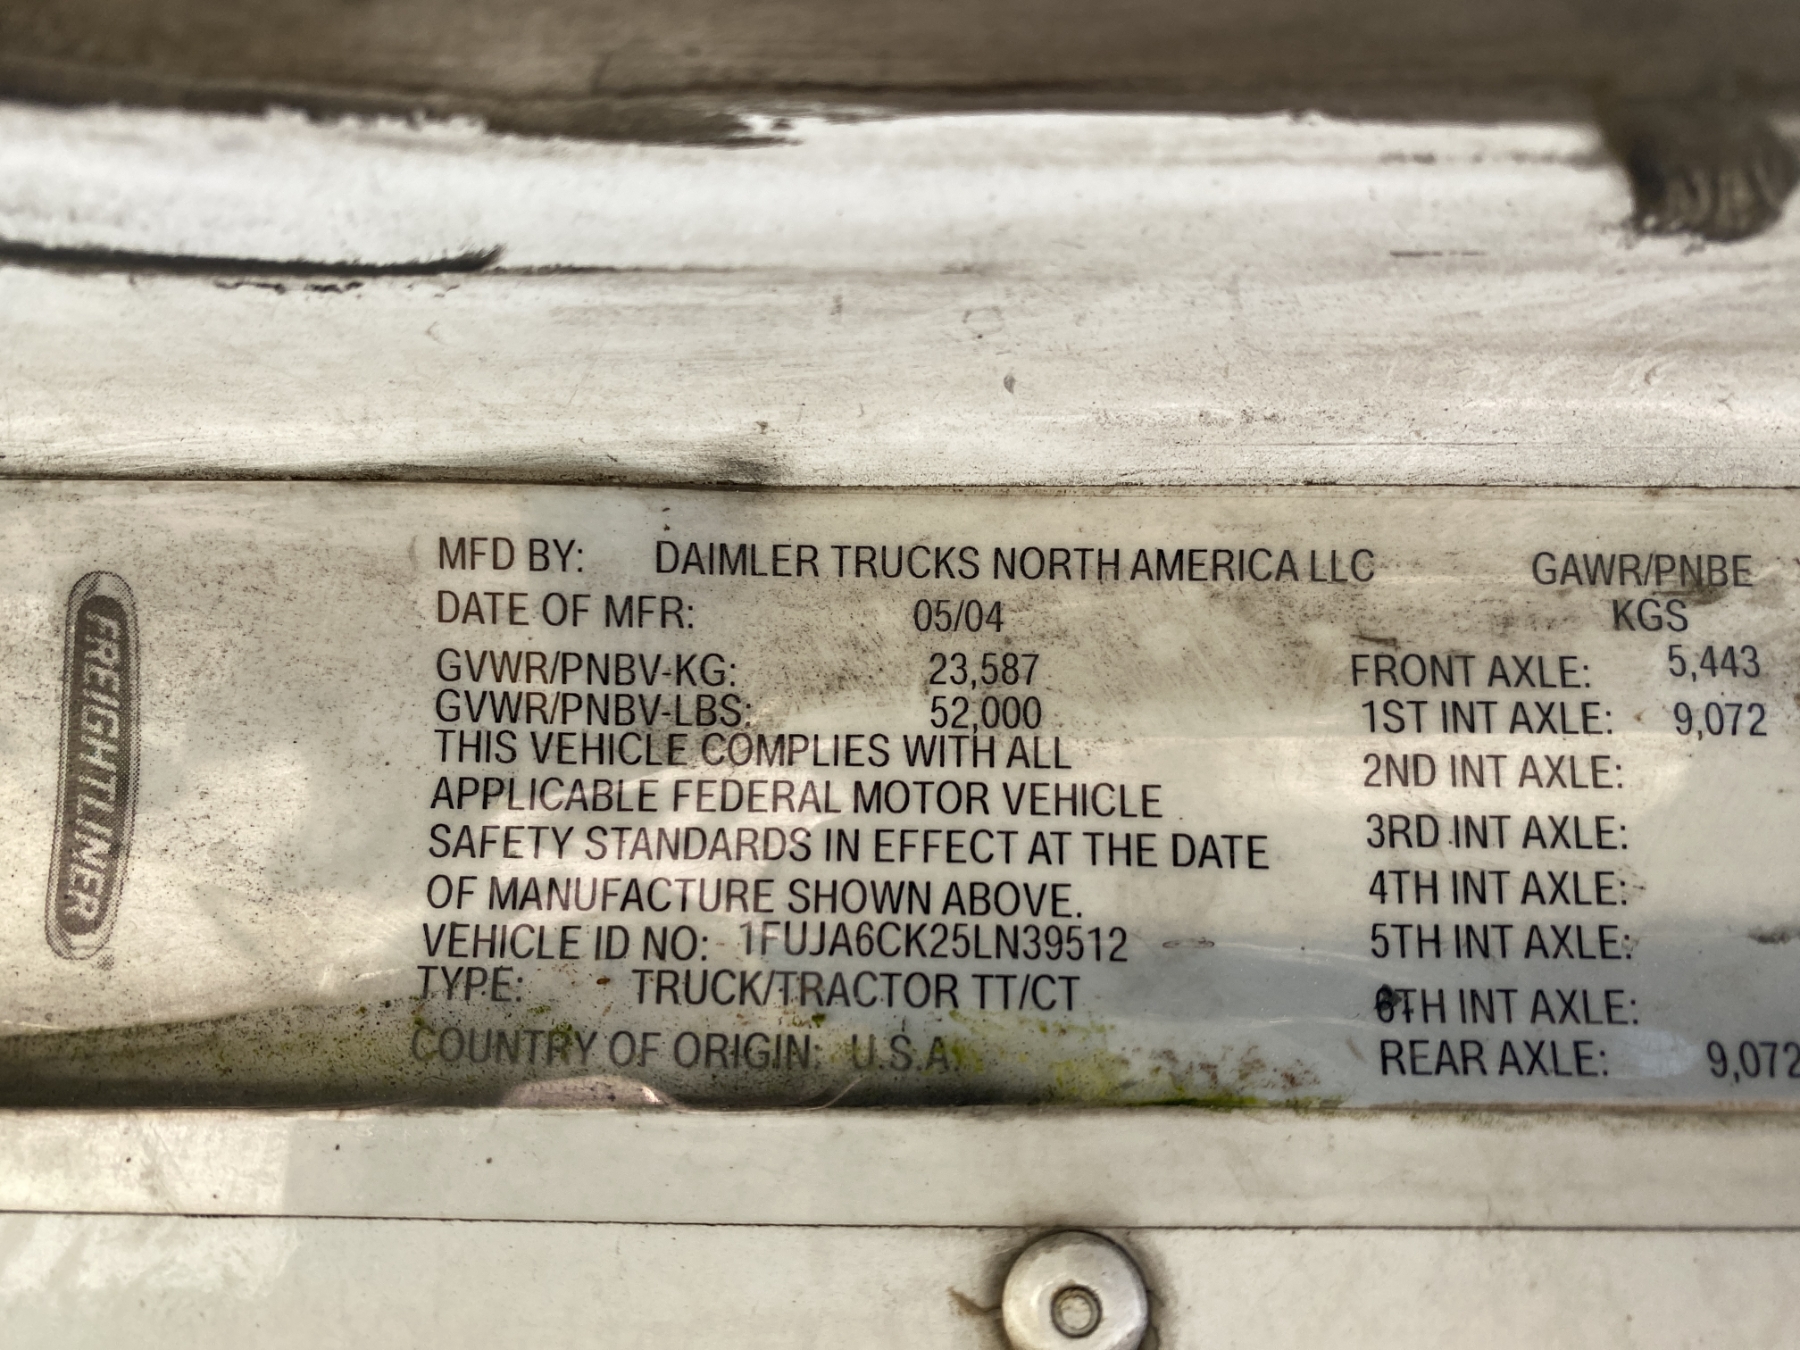 FREIGHTLINER
MFD BY: DAIMLER TRUCKS NORTH AMERICA LLC
DATE OF MFR: 05/04
GVWR/PNBV-KG: 23,587
GVWR/PNBV-LBS: 52,000
THIS VEHICLE COMPLIES WITH ALL
APPLICABLE FEDERAL MOTOR VEHICLE
SAFETY STANDARDS IN EFFECT AT THE DATE
OF MANUFACTURE SHOWN ABOVE.
VEHICLE ID NO: 1FUJA6CK25LN39512
TYPE: TRUCK/TRACTOR TT/CT
COUNTRY OF ORIGIN: U.S.A.
GAWR/PNBE
KGS
FRONT AXLE: 5,443
1ST INT AXLE: 9,072
2ND INT AXLE:
3RD INT AXLE:
4TH INT AXLE:
5TH INT AXLE:
6TH INT AXLE:
REAR AXLE: 9,072